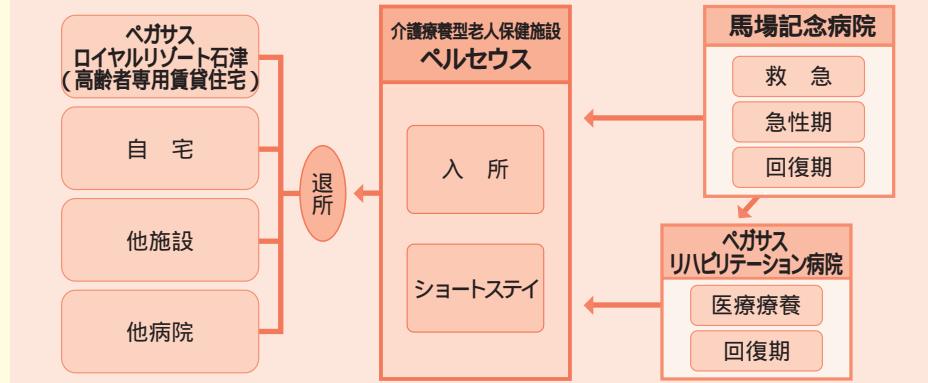 ペガサス
ロイヤルリゾート石津
(高齢者専用賃貸住宅)
自 宅
他施設
他病院
退所
介護療養型老人保健施設
ペルセウス
入 所
ショートステイ
馬場記念病院
救 急
急性期
回復期
ペガサス
リハビリテーション病院
医療療養
回復期